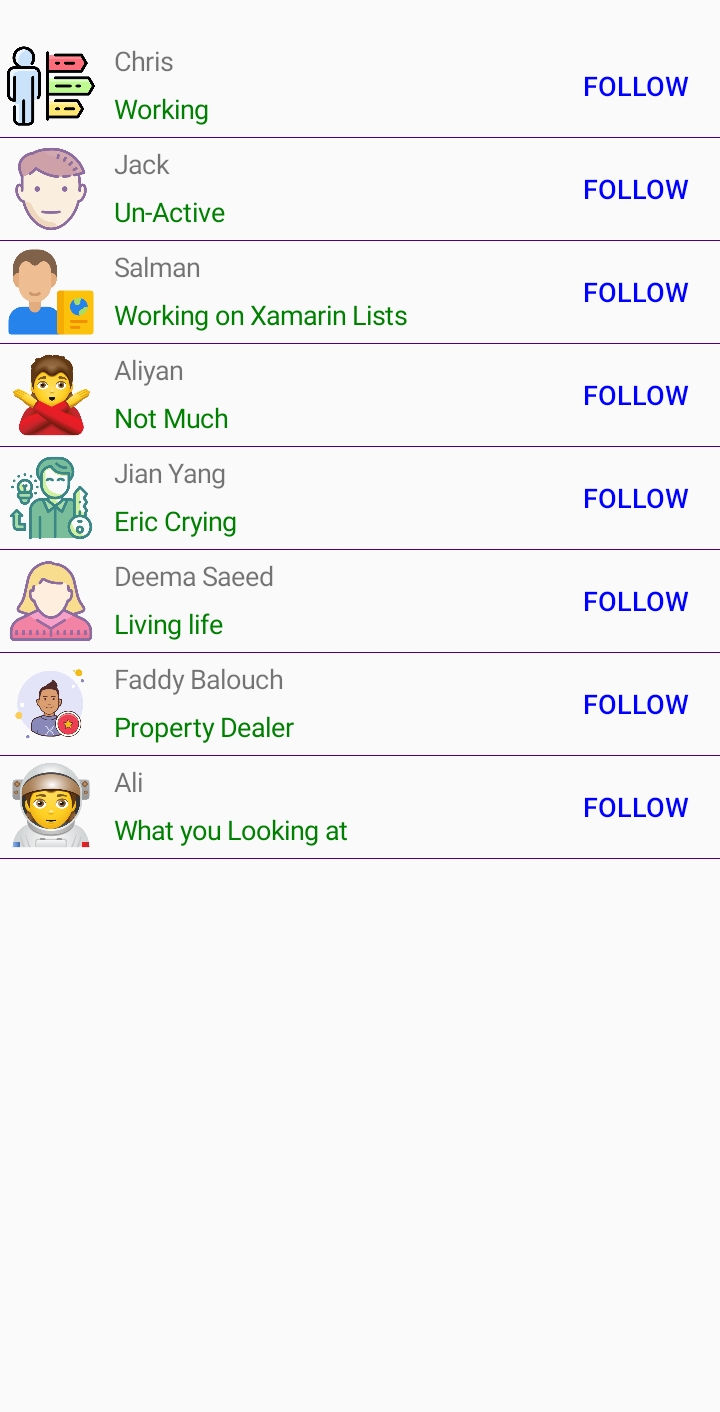 Chris
Working
FOLLOW
Jack
Un-Active
FOLLOW
Salman
Working on Xamarin Lists
FOLLOW
Aliyan
Not Much
FOLLOW
Jian Yang
Eric Crying
FOLLOW
Deema Saeed
Living life
FOLLOW
Faddy Balouch
Property Dealer
FOLLOW
Ali
What you Looking at
FOLLOW